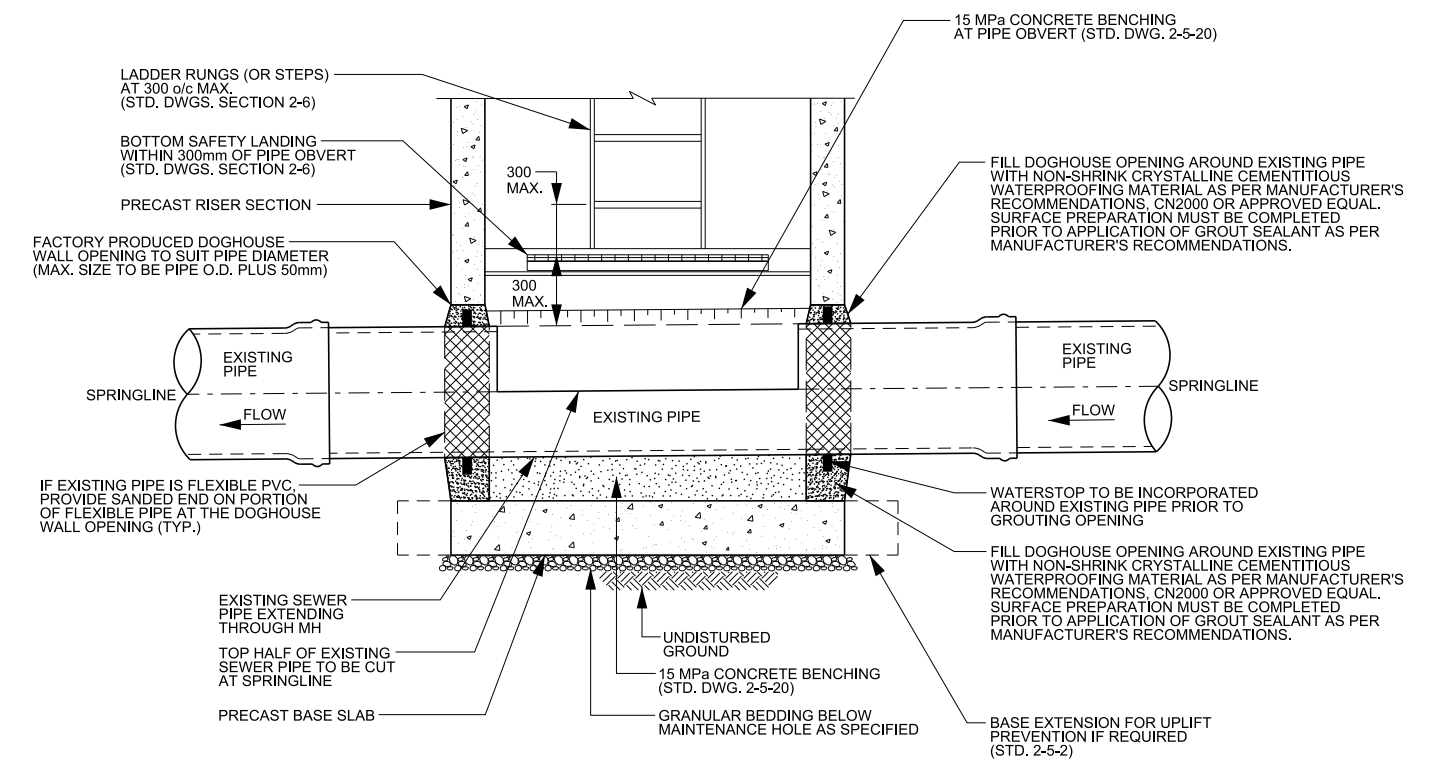 15 MPa CONCRETE BENCHING
AT PIPE OBVERT (STD. DWG. 2-5-20)
LADDER RUNGS (OR STEPS)
AT 300 o/c MAX.
(STD. DWGS. SECTION 2-6)
BOTTOM SAFETY LANDING
WITHIN 300mm OF PIPE OBVERT
(STD. DWGS. SECTION 2-6)
PRECAST RISER SECTION
FACTORY PRODUCED DOGHOUSE
WALL OPENING TO SUIT PIPE DIAMETER
(MAX. SIZE TO BE PIPE O.D. PLUS 50mm)
300
MAX.
300
MAX.
FILL DOGHOUSE OPENING AROUND EXISTING PIPE
WITH NON-SHRINK CRYSTALLINE CEMENTITIOUS
WATERPROOFING MATERIAL AS PER MANUFACTURER'S
RECOMMENDATIONS, CN2000 OR APPROVED EQUAL.
SURFACE PREPARATION MUST BE COMPLETED
PRIOR TO APPLICATION OF GROUT SEALANT AS PER
MANUFACTURER'S RECOMMENDATIONS.
EXISTING
PIPE
SPRINGLINE
FLOW
EXISTING PIPE
EXISTING
PIPE
SPRINGLINE
FLOW
IF EXISTING PIPE IS FLEXIBLE PVC,
PROVIDE SANDED END ON PORTION
OF FLEXIBLE PIPE AT THE DOGHOUSE
WALL OPENING (TYP.)
WATERSTOP TO BE INCORPORATED
AROUND EXISTING PIPE PRIOR TO
GROUTING OPENING
FILL DOGHOUSE OPENING AROUND EXISTING PIPE
WITH NON-SHRINK CRYSTALLINE CEMENTITIOUS
WATERPROOFING MATERIAL AS PER MANUFACTURER'S
RECOMMENDATIONS, CN2000 OR APPROVED EQUAL.
SURFACE PREPARATION MUST BE COMPLETED
PRIOR TO APPLICATION OF GROUT SEALANT AS PER
MANUFACTURER'S RECOMMENDATIONS.
EXISTING SEWER
PIPE EXTENDING
THROUGH MH
TOP HALF OF EXISTING
SEWER PIPE TO BE CUT
AT SPRINGLINE
PRECAST BASE SLAB
UNDISTURBED
GROUND
15 MPa CONCRETE BENCHING
(STD. DWG. 2-5-20)
GRANULAR BEDDING BELOW
MAINTENANCE HOLE AS SPECIFIED
BASE EXTENSION FOR UPLIFT
PREVENTION IF REQUIRED
(STD. 2-5-2)